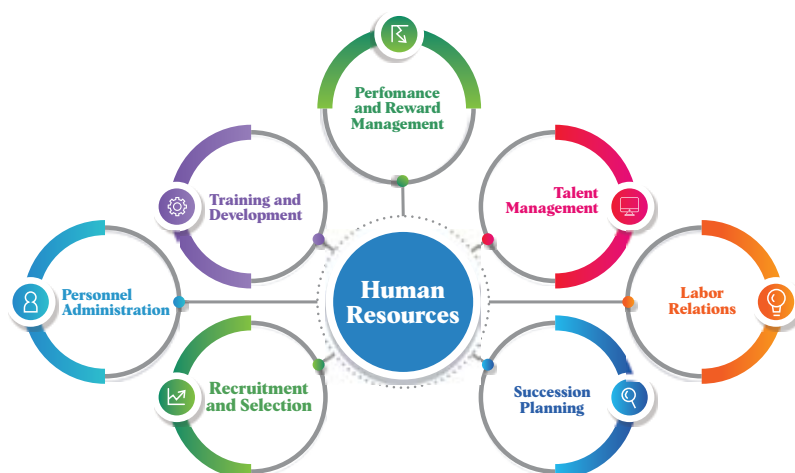 Perfomance
and Reward
Management
Training and
Development
Talent
Management
Personnel
Administration
Human
Resources
Labor
Relations
Recruitment
and Selection
Succession
Planning